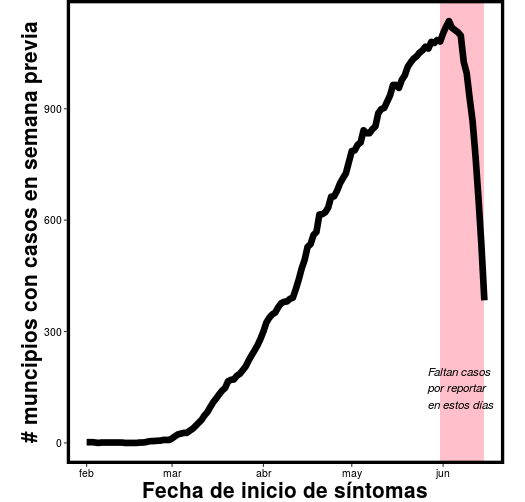 # muncipios con casos en semana previa
900
600
300
0
Faltan casos
por reportar
en estos días
feb mar abr may jun
Fecha de inicio de síntomas